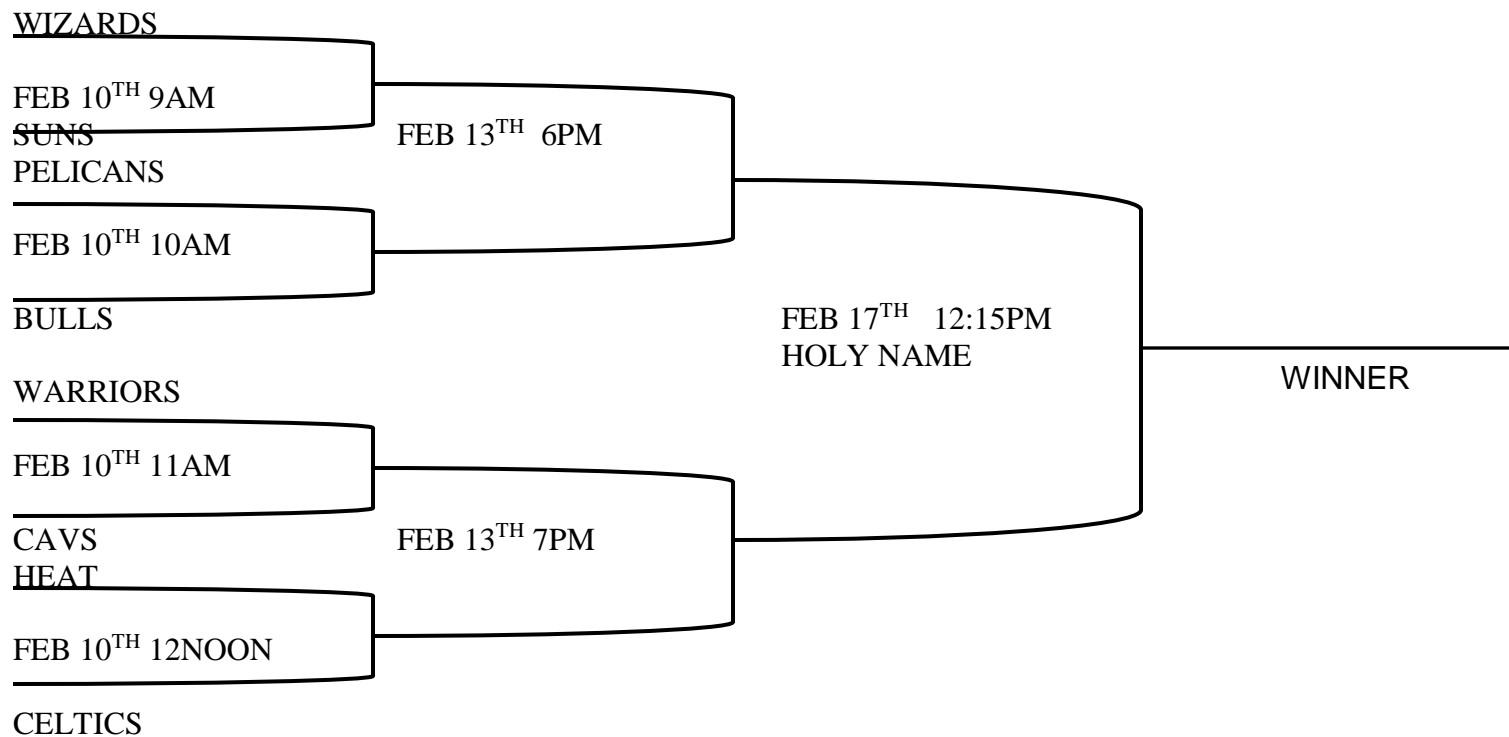 WIZARDS
FEB 10TH 9AM
SUNS
FEB 13TH 6PM
PELICANS
FEB 10TH 10AM
BULLS
FEB 17TH 12:15PM
HOLY NAME
WINNER
WARRIORS
FEB 10TH 11AM
CAVS
FEB 13TH 7PM
HEAT
FEB 10TH 12NOON
CELTICS